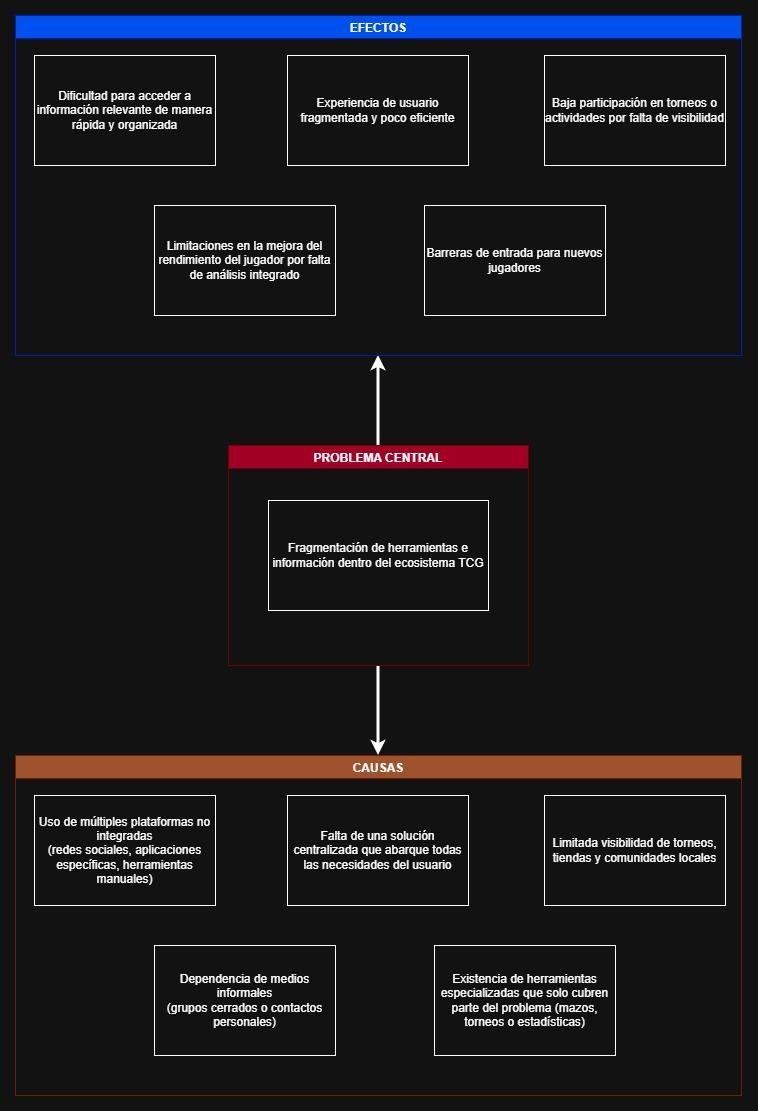 EFECTOS
Dificultad para acceder a
información relevante de manera
rápida y organizada
Experiencia de usuario
fragmentada y poco eficiente
Baja participación en torneos o
actividades por falta de visibilidad
Limitaciones en la mejora del
rendimiento del jugador por falta
de análisis integrado
Barreras de entrada para nuevos
jugadores
PROBLEMA CENTRAL
Fragmentación de herramientas e
información dentro del ecosistema TCG
CAUSAS
Uso de múltiples plataformas no
integradas
(redes sociales, aplicaciones
específicas, herramientas
manuales)
Falta de una solución
centralizada que abarque todas
las necesidades del usuario
Limitada visibilidad de torneos,
tiendas y comunidades locales
Dependencia de medios
informales
(grupos cerrados o contactos
personales)
Existencia de herramientas
especializadas que solo cubren
parte del problema (mazos,
torneos o estadísticas)